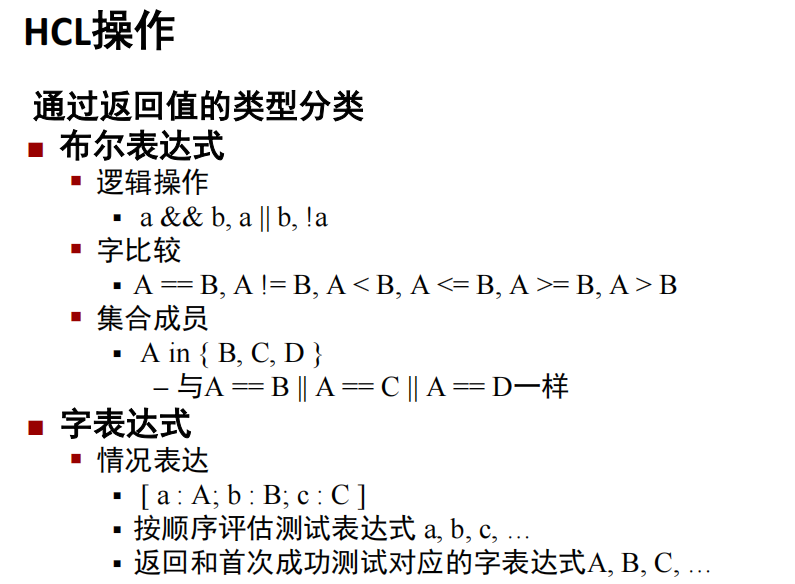 HCL操作
通过返回值的类型分类
■ 布尔表达式
▪ 逻辑操作
▪ a && b, a || b, !a
▪ 字比较
▪ A == B, A != B, A < B, A <= B, A >= B, A > B
▪ 集合成员
▪ A in { B, C, D }
– 与A == B || A == C || A == D一样
■ 字表达式
▪ 情况表达
▪ [ a : A; b : B; c : C ]
▪ 按顺序评估测试表达式 a, b, c, …
▪ 返回和首次成功测试对应的字表达式A, B, C, …